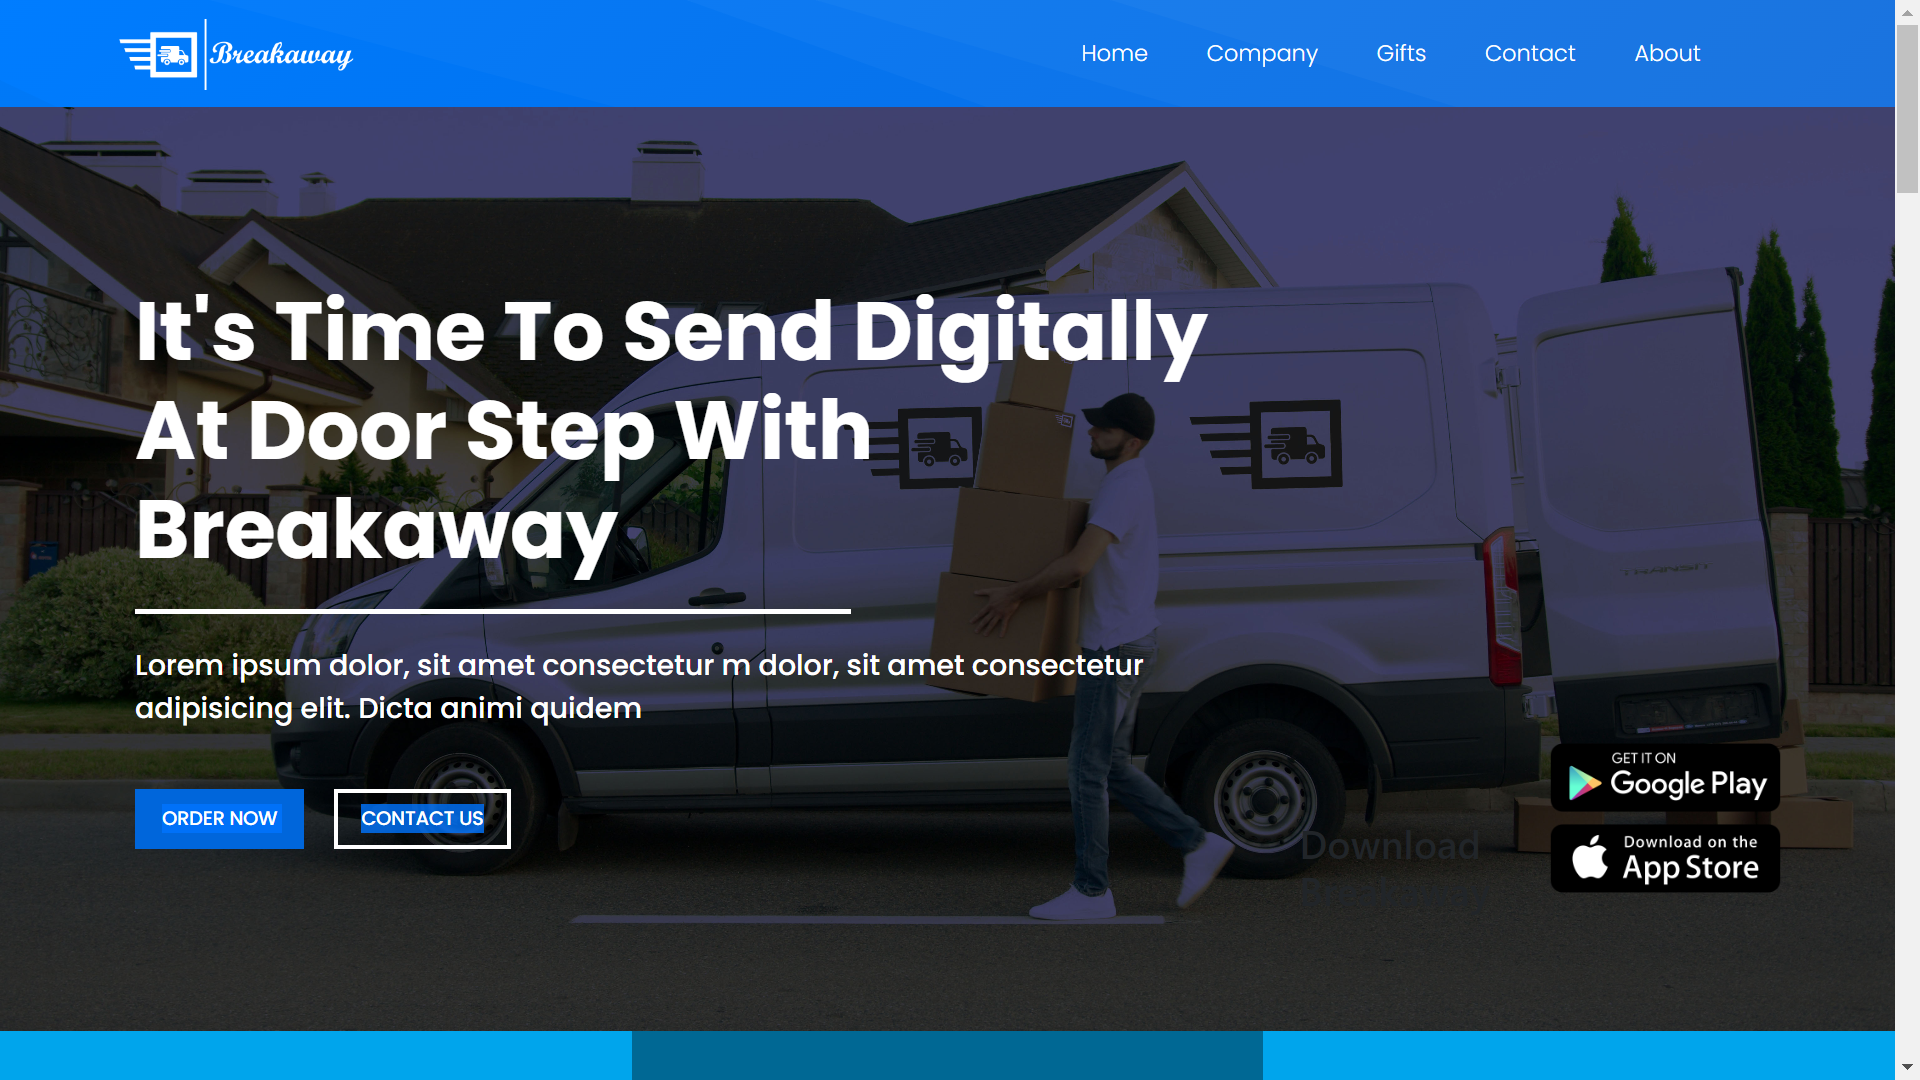 Breakaway
Home
Company
Gifts
Contact
About
It's Time To Send Digitally
At Door Step With
Breakaway
Lorem ipsum dolor, sit amet consectetur m dolor, sit amet consectetur
adipisicing elit. Dicta animi quidem
ORDER NOW
CONTACT US
TRANSIT
Download
GET IT ON
Google Play
Download on the
App Store